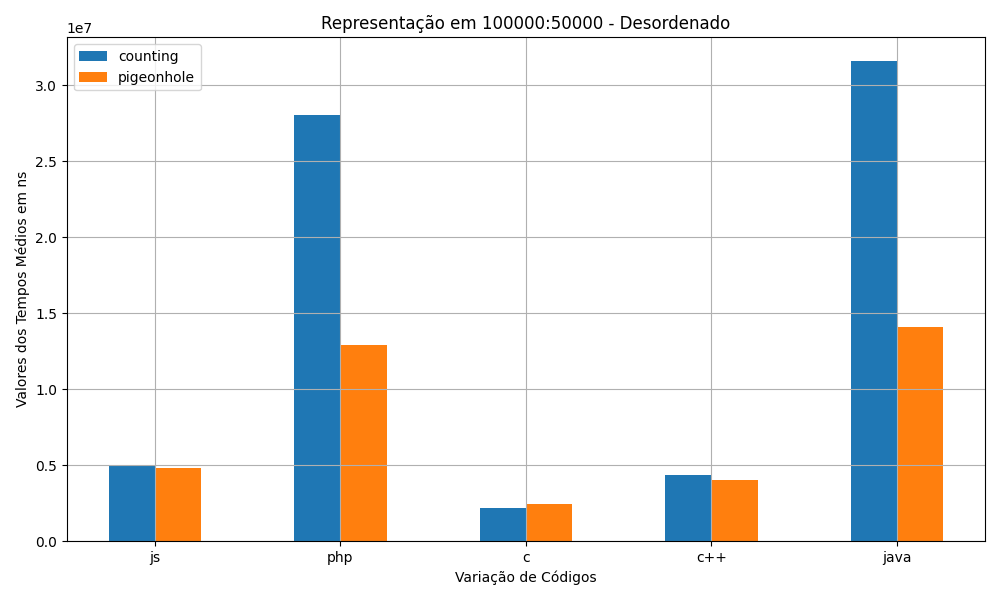 Representação em 100000:50000 - Desordenado
1e7
counting
pigeonhole
3.0
2.5
2.0
1.5
1.0
0.5
0.0
Valores dos Tempos Médios em ns
js php c c++ java
Variação de Códigos